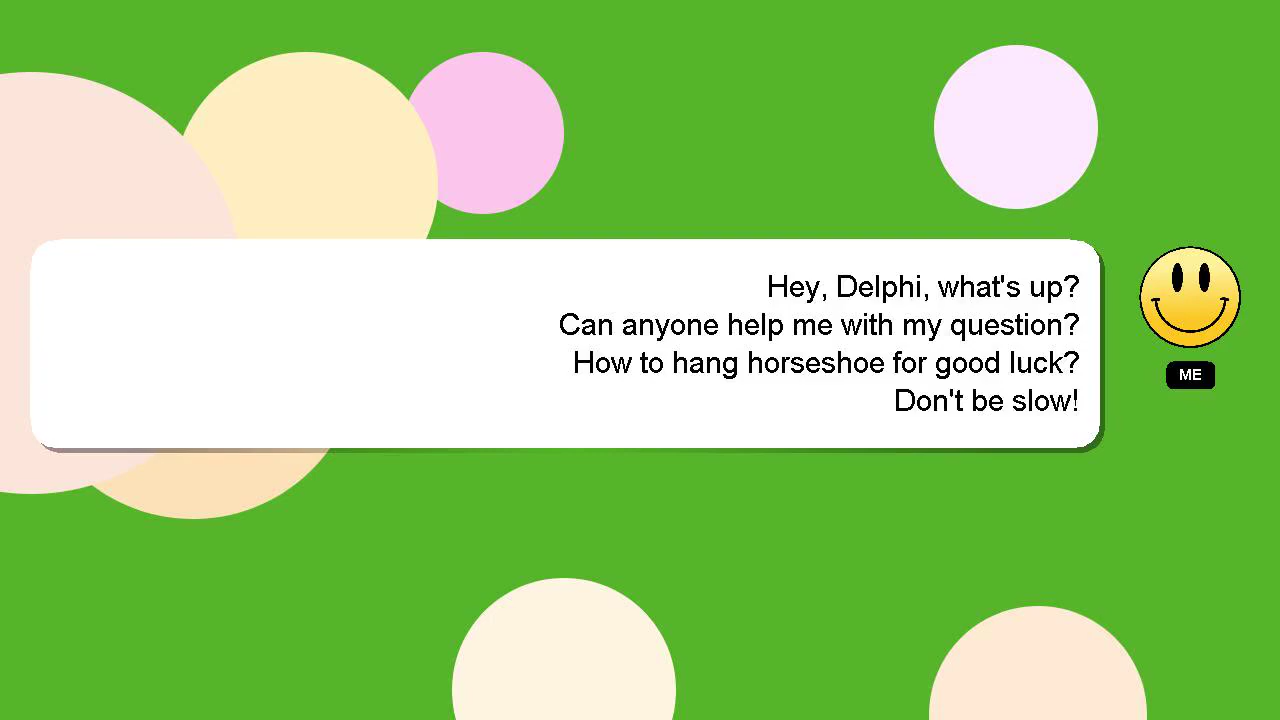 Hey, Delphi, what's up?
Can anyone help me with my question?
How to hang horseshoe for good luck?
Don't be slow!
ME